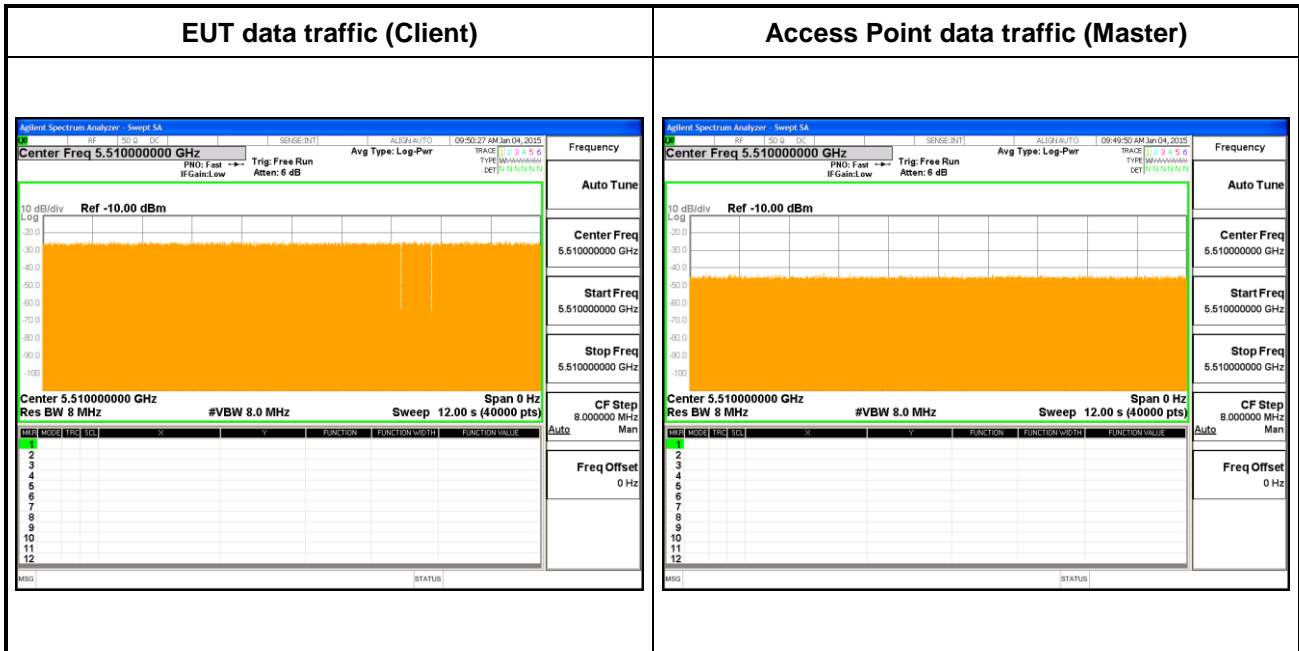 EUT data traffic (Client)
Agilent Spectrum Analyzer - Swept SA
RF 50 Ω DC SENSE:INT ALIGN AUTO 09:50:27 AM Jan 04, 2015
Center Freq 5.510000000 GHz
PNO: Fast
IFGain:Low
Trig: Free Run
Atten: 6 dB
Avg Type: Log-Pwr
TRACE 1 2 3 4 5 6
TYPE
DET N N N N N N
10 dB/div Ref -10.00 dBm
Log
-20.0
-30.0
-40.0
-50.0
-60.0
-70.0
-80.0
-90.0
-100
Center 5.510000000 GHz Span 0 Hz
Res BW 8 MHz #VBW 8.0 MHz Sweep 12.00 s (40000 pts)
MKR MODE TRC SCL X Y FUNCTION FUNCTION WIDTH FUNCTION VALUE
1
2
3
4
5
6
7
8
9
10
11
12
MSG STATUS
Frequency
Auto Tune
Center Freq
5.510000000 GHz
Start Freq
5.510000000 GHz
Stop Freq
5.510000000 GHz
CF Step
8.000000 MHz
Auto Man
Freq Offset
0 Hz
Access Point data traffic (Master)
Agilent Spectrum Analyzer - Swept SA
RF 50 Ω DC SENSE:INT ALIGN AUTO 09:49:50 AM Jan 04, 2015
Center Freq 5.510000000 GHz
PNO: Fast
IFGain:Low
Trig: Free Run
Atten: 6 dB
Avg Type: Log-Pwr
TRACE 1 2 3 4 5 6
TYPE
DET N N N N N N
10 dB/div Ref -10.00 dBm
Log
-20.0
-30.0
-40.0
-50.0
-60.0
-70.0
-80.0
-90.0
-100
Center 5.510000000 GHz Span 0 Hz
Res BW 8 MHz #VBW 8.0 MHz Sweep 12.00 s (40000 pts)
MKR MODE TRC SCL X Y FUNCTION FUNCTION WIDTH FUNCTION VALUE
1
2
3
4
5
6
7
8
9
10
11
12
MSG STATUS
Frequency
Auto Tune
Center Freq
5.510000000 GHz
Start Freq
5.510000000 GHz
Stop Freq
5.510000000 GHz
CF Step
8.000000 MHz
Auto Man
Freq Offset
0 Hz